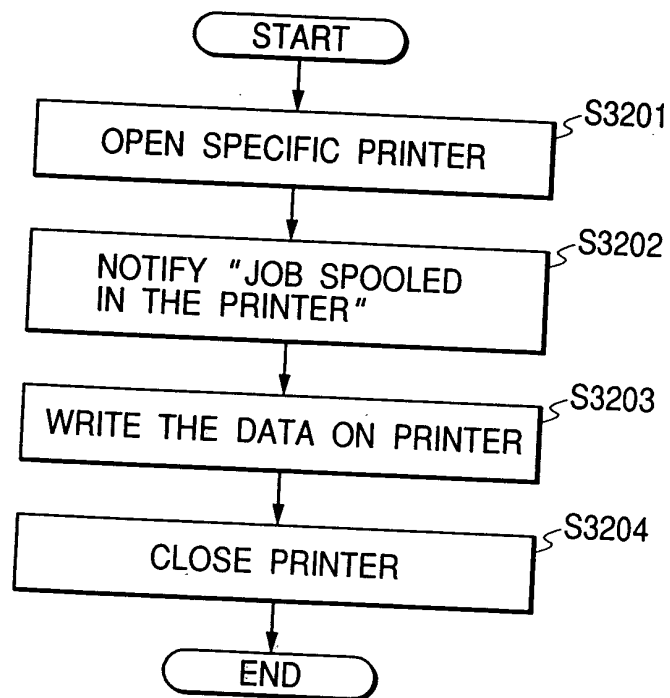 START
S3201
OPEN SPECIFIC PRINTER
S3202
NOTIFY "JOB SPOOLED
IN THE PRINTER"
S3203
WRITE THE DATA ON PRINTER
S3204
CLOSE PRINTER
END